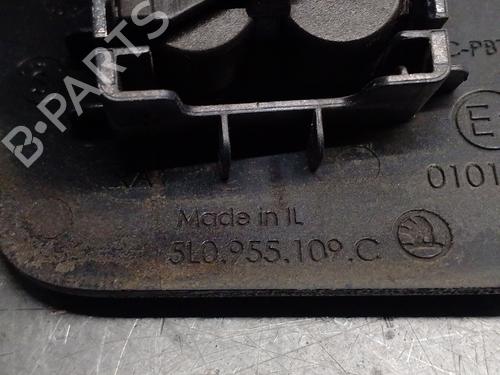 C-PBT
E
0101
Made in IL
5L0.955.109.C
B-PARTS